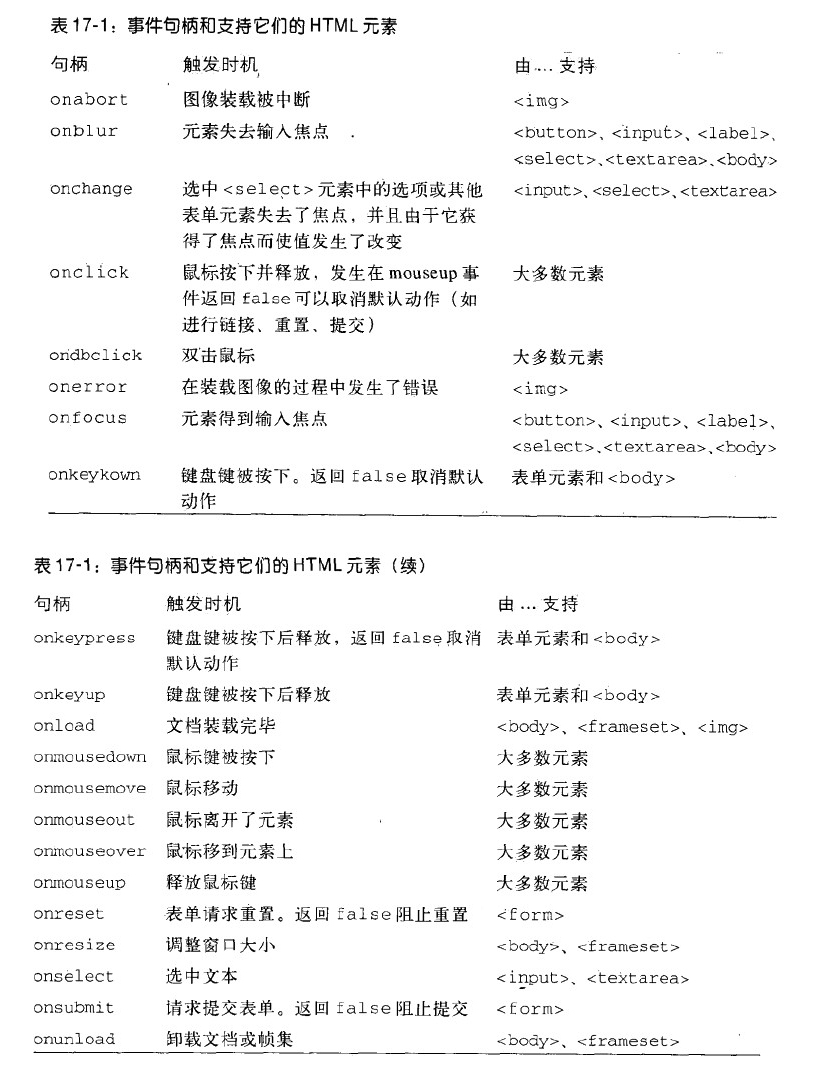 表 17-1：事件句柄和支持它们的 HTML 元素
句柄 触发时机 由 ... 支持
onabort 图像装载被中断 <img>
onblur 元素失去输入焦点 <button>、<input>、<label>、
<select>、<textarea>、<body>
onchange 选中 <select> 元素中的选项或其他 <input>、<select>、<textarea>
表单元素失去了焦点，并且由于它获
得了焦点而使值发生了改变
onclick 鼠标按下并释放，发生在 mouseup 事 大多数元素
件返回 false 可以取消默认动作（如
进行链接、重置、提交）
ondbclick 双击鼠标 大多数元素
onerror 在装载图像的过程中发生了错误 <img>
onfocus 元素得到输入焦点 <button>、<input>、<label>、
<select>、<textarea>、<body>
onkeykown 键盘键被按下。返回 false 取消默认 表单元素和 <body>
动作
表 17-1：事件句柄和支持它们的 HTML 元素（续）
句柄 触发时机 由 ... 支持
onkeypress 键盘键被按下后释放，返回 false 取消 表单元素和 <body>
默认动作
onkeyup 键盘键被按下后释放 表单元素和 <body>
onload 文档装载完毕 <body>、<frameset>、<img>
onmousedown 鼠标键被按下 大多数元素
onmousemove 鼠标移动 大多数元素
onmouseout 鼠标离开了元素 大多数元素
onmouseover 鼠标移到元素上 大多数元素
onmouseup 释放鼠标键 大多数元素
onreset 表单请求重置。返回 false 阻止重置 <form>
onresize 调整窗口大小 <body>、<frameset>
onselect 选中文本 <input>、<textarea>
onsubmit 请求提交表单。返回 false 阻止提交 <form>
onunload 卸载文档或帧集 <body>、<frameset>